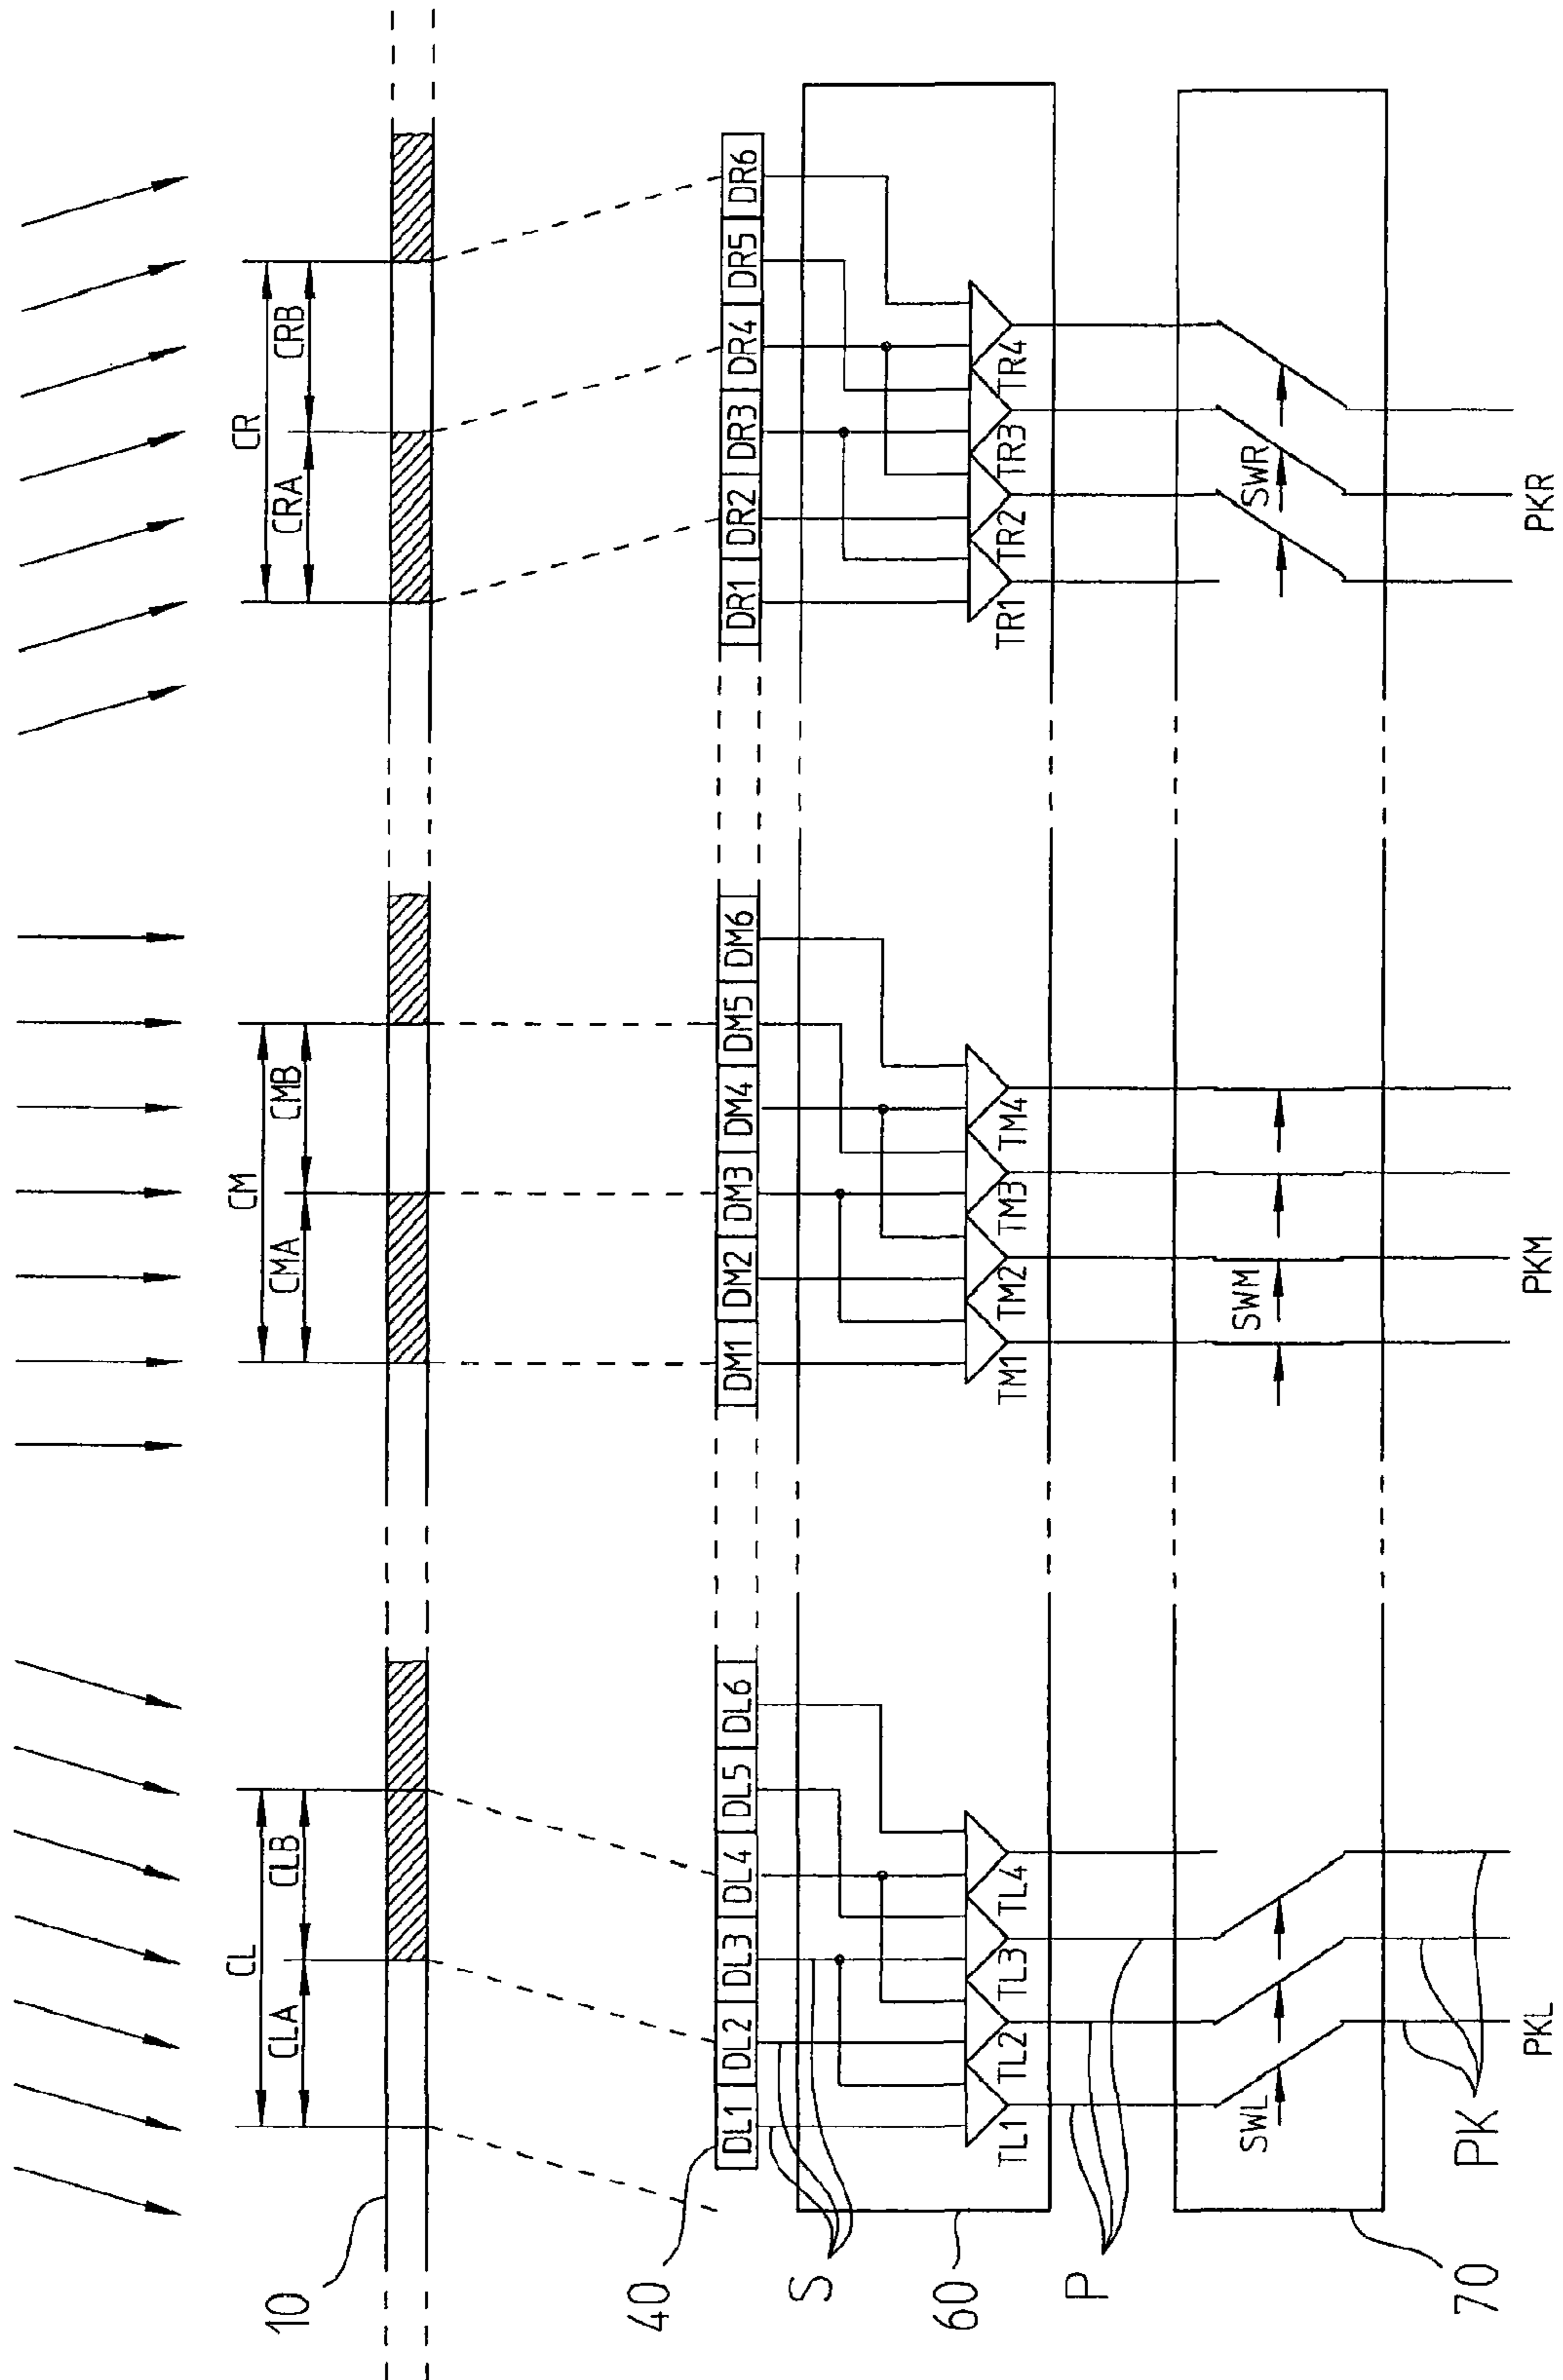 10
CL
CLA CLB
CM
CMA CMB
CR
CRA CRB
40
DL1 DL2 DL3 DL4 DL5 DL6
DM1 DM2 DM3 DM4 DM5 DM6
DR1 DR2 DR3 DR4 DR5 DR6
S
60
TL1 TL2 TL3 TL4
TM1 TM2 TM3 TM4
TR1 TR2 TR3 TR4
P
SWL
SWM
SWR
70
PK
PKL
PKM
PKR